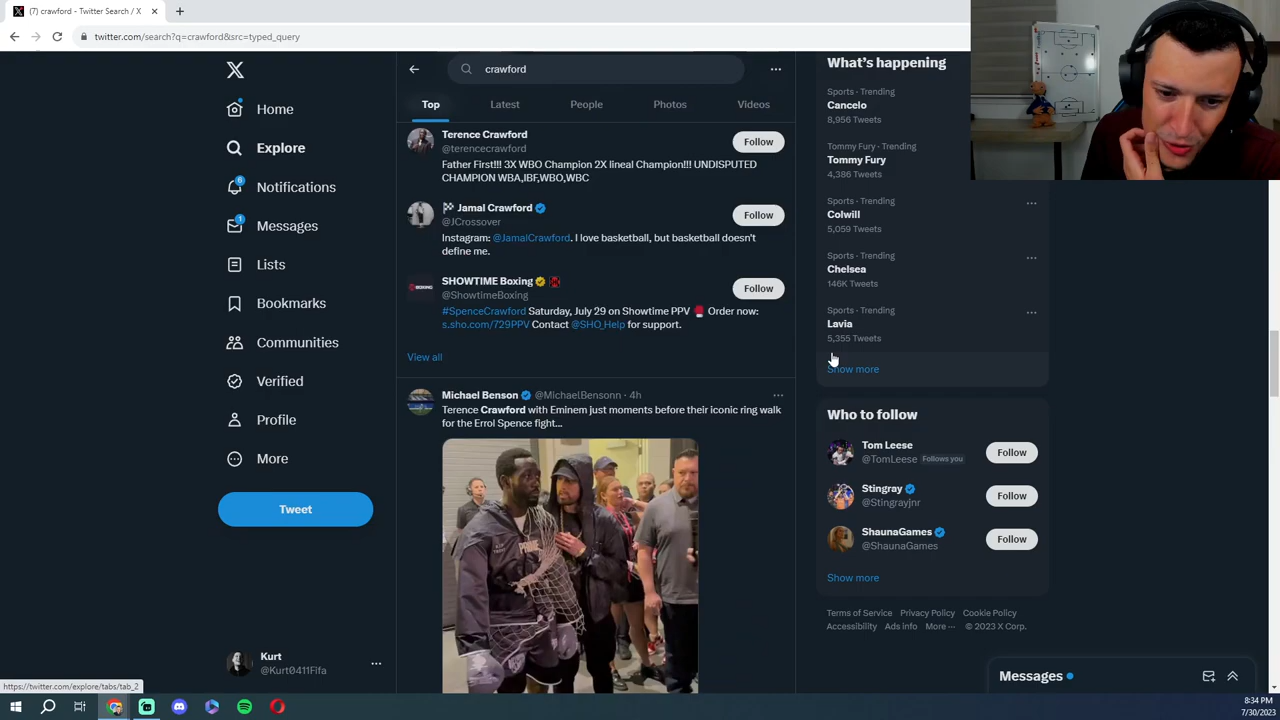 (7) crawford - Twitter Search / X
twitter.com/search?q=crawford&src=typed_query
Home
Explore
6
Notifications
1
Messages
Lists
Bookmarks
Communities
Verified
Profile
More
Tweet
Kurt
@Kurt0411Fifa
https://twitter.com/explore/tabs/tab_2
crawford
Top
Latest
People
Photos
Videos
Terence Crawford
@terencecrawford
Follow
Father First!!! 3X WBO Champion 2X lineal Champion!!! UNDISPUTED
CHAMPION WBA,IBF,WBO,WBC
Jamal Crawford
@JCrossover
Follow
Instagram: @JamalCrawford. I love basketball, but basketball doesn't
define me.
SHOWTIME Boxing
@ShowtimeBoxing
Follow
#SpenceCrawford Saturday, July 29 on Showtime PPV Order now:
s.sho.com/729PPV Contact @SHO_Help for support.
View all
Michael Benson @MichaelBensonn · 4h
Terence Crawford with Eminem just moments before their iconic ring walk
for the Errol Spence fight...
What's happening
Sports · Trending
Cancelo
8,956 Tweets
Tommy Fury · Trending
Tommy Fury
4,386 Tweets
Sports · Trending
Colwill
5,059 Tweets
Sports · Trending
Chelsea
146K Tweets
Sports · Trending
Lavia
5,355 Tweets
Show more
Who to follow
Tom Leese
@TomLeese Follows you
Follow
Stingray
@Stingrayjnr
Follow
ShaunaGames
@ShaunaGames
Follow
Show more
Terms of Service Privacy Policy Cookie Policy
Accessibility Ads info More ··· © 2023 X Corp.
Messages
8:34 PM
7/30/2023